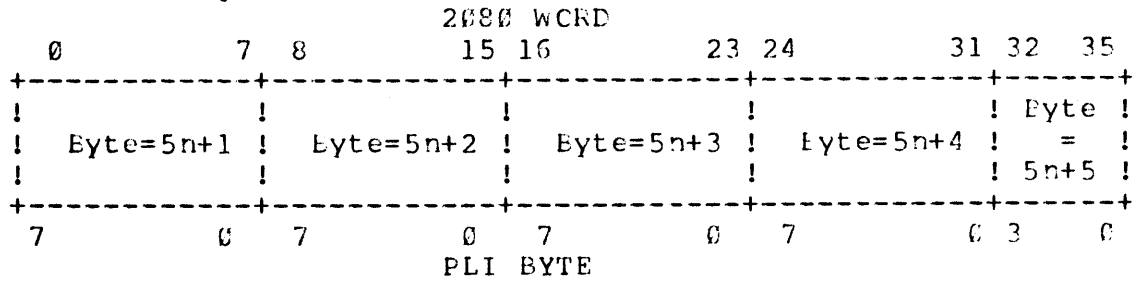 2080 WORD
0 7 8 15 16 23 24 31 32 35
+------------+------------+------------+------------+------+
! ! ! ! ! Byte !
! Byte=5n+1 ! Byte=5n+2 ! Byte=5n+3 ! Byte=5n+4 ! = !
! ! ! ! ! 5n+5 !
+------------+------------+------------+------------+------+
7 0 7 0 7 0 7 0 3 0
PLI BYTE